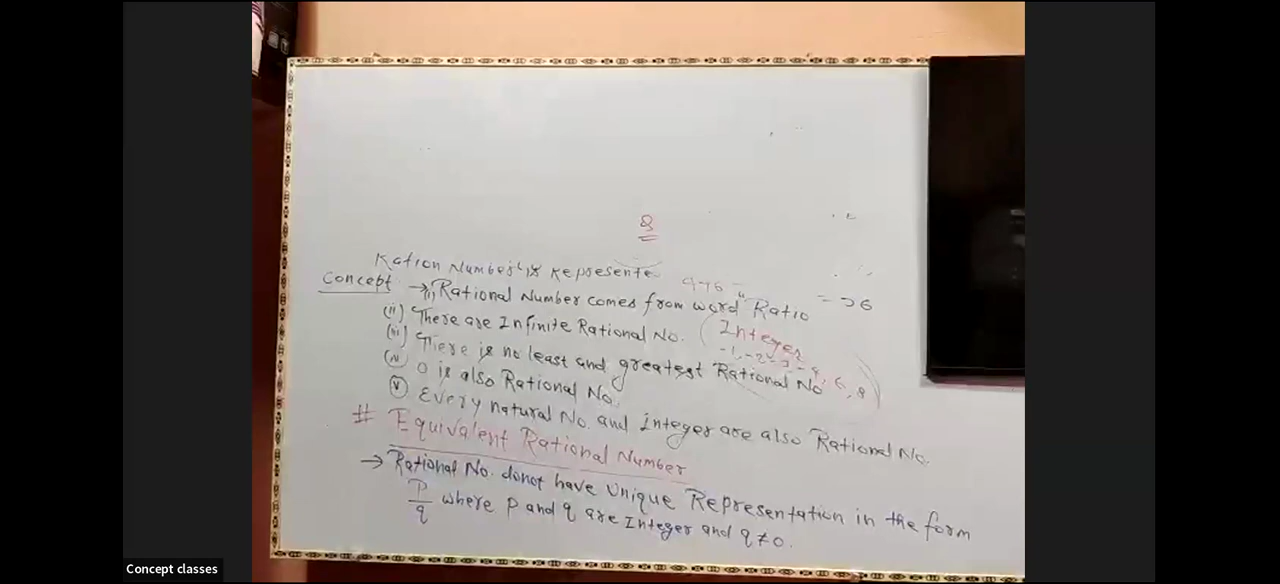 Q
Ration Number is Represente
Concept → (i) Rational Number comes from word "Ratio
(ii) There are Infinite Rational No.
Integer
(iii) There is no least and greatest Rational No
(iv) 0 is also Rational No.
(v) Every natural No. and integer are also Rational No.
# Equivalent Rational Number
→ Rational No. donot have Unique Representation in the form
P/q where P and q are Integer and q ≠ 0.
Concept classes